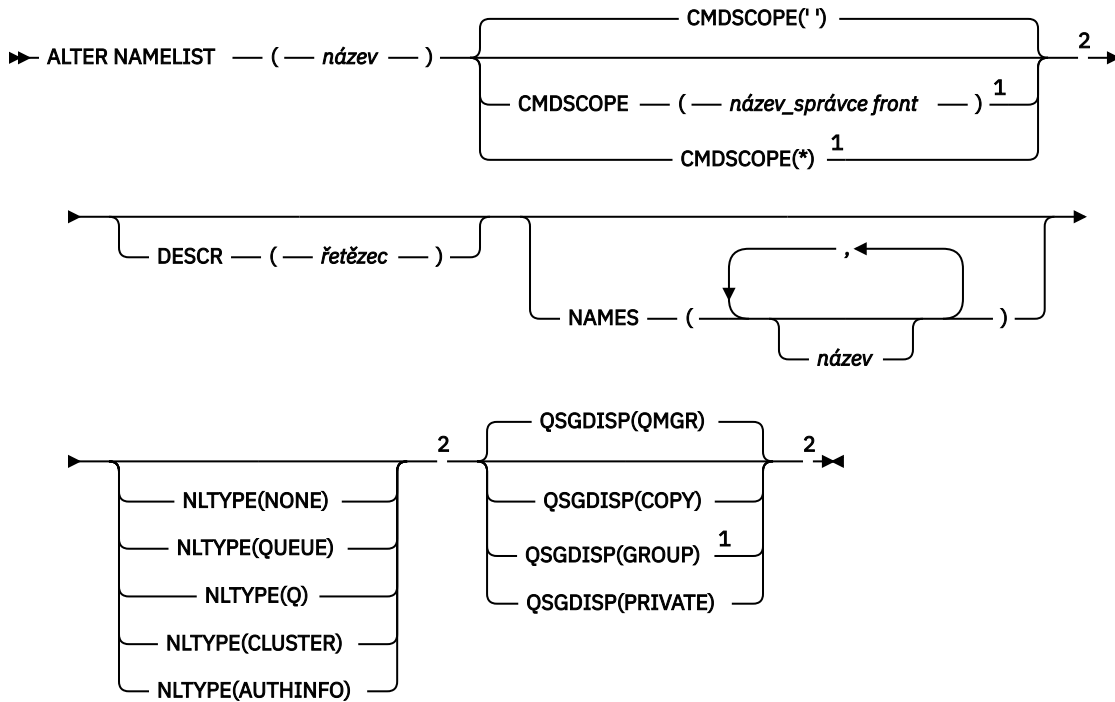 CMDSCOPE(' ')
ALTER NAMELIST ( název ) 2
CMDSCOPE ( název_správce front ) 1
CMDSCOPE(*) 1
DESCR ( řetězec )
,
NAMES ( název )
QSGDISP(QMGR)
2 2
NLTYPE(NONE) QSGDISP(COPY)
NLTYPE(QUEUE) QSGDISP(GROUP) 1
NLTYPE(Q) QSGDISP(PRIVATE)
NLTYPE(CLUSTER)
NLTYPE(AUTHINFO)